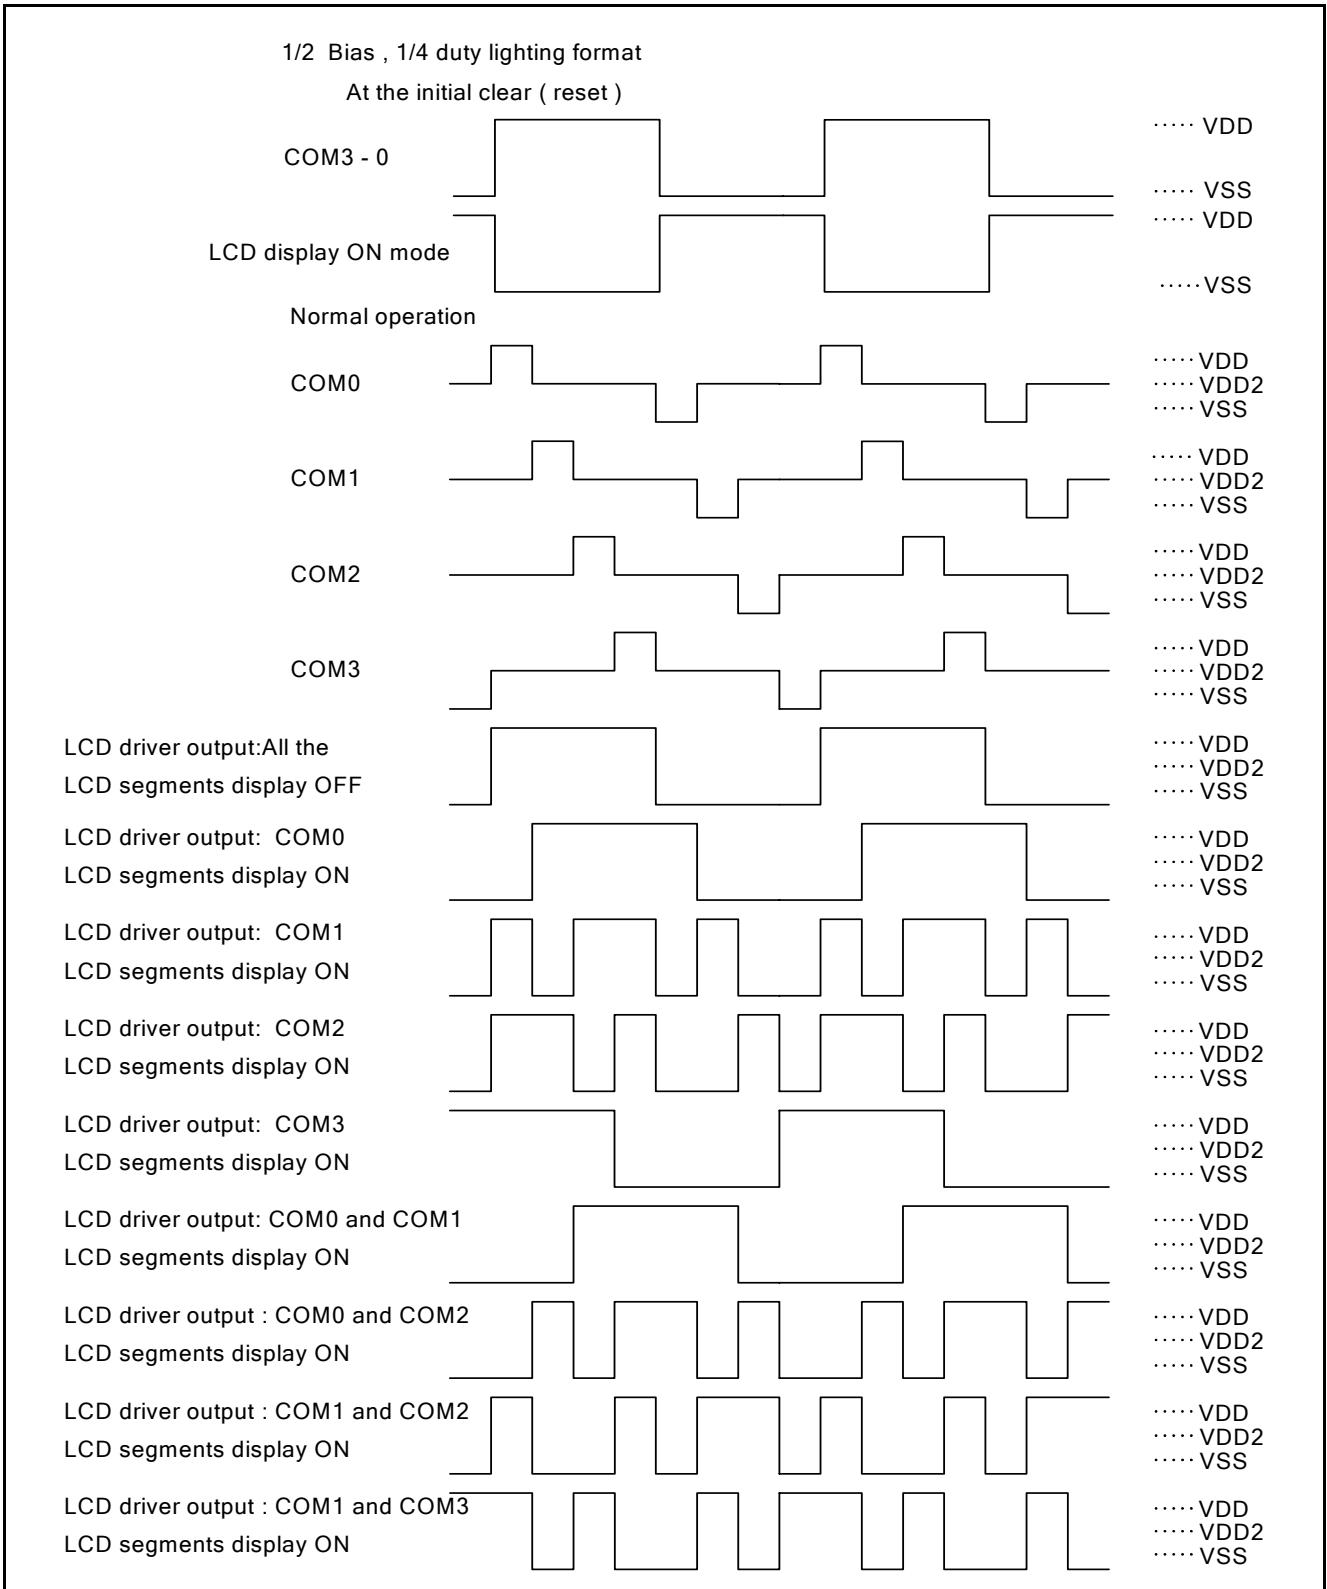 1/2 Bias , 1/4 duty lighting format
At the initial clear ( reset )
COM3 - 0
····· VDD
····· VSS
····· VDD
LCD display ON mode
·····VSS
Normal operation
COM0
·····VDD
·····VDD2
·····VSS
COM1
·····VDD
·····VDD2
·····VSS
COM2
·····VDD
·····VDD2
·····VSS
COM3
·····VDD
·····VDD2
·····VSS
LCD driver output:All the
LCD segments display OFF
·····VDD
·····VDD2
·····VSS
LCD driver output: COM0
LCD segments display ON
·····VDD
·····VDD2
·····VSS
LCD driver output: COM1
LCD segments display ON
·····VDD
·····VDD2
·····VSS
LCD driver output: COM2
LCD segments display ON
·····VDD
·····VDD2
·····VSS
LCD driver output: COM3
LCD segments display ON
·····VDD
·····VDD2
·····VSS
LCD driver output: COM0 and COM1
LCD segments display ON
·····VDD
·····VDD2
·····VSS
LCD driver output : COM0 and COM2
LCD segments display ON
·····VDD
·····VDD2
·····VSS
LCD driver output : COM1 and COM2
LCD segments display ON
·····VDD
·····VDD2
·····VSS
LCD driver output : COM1 and COM3
LCD segments display ON
·····VDD
·····VDD2
·····VSS